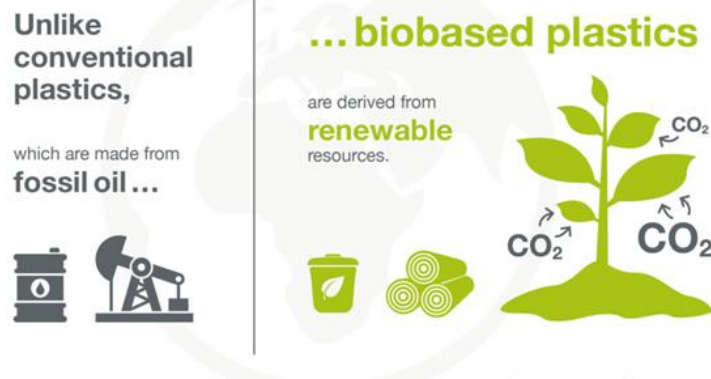 Unlike
conventional
plastics,
which are made from
fossil oil ...
... biobased plastics
are derived from
renewable
resources.
CO₂
CO₂
CO₂